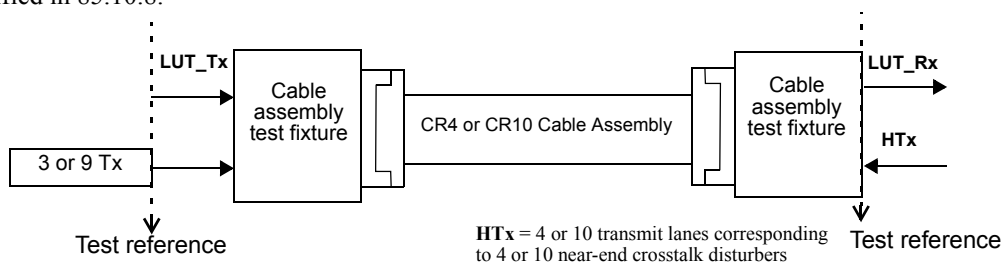 LUT_Tx
LUT_Rx
Cable
assembly
test fixture
CR4 or CR10 Cable Assembly
Cable
assembly
test fixture
HTx
3 or 9 Tx
Test reference
HTx = 4 or 10 transmit lanes corresponding
to 4 or 10 near-end crosstalk disturbers
Test reference